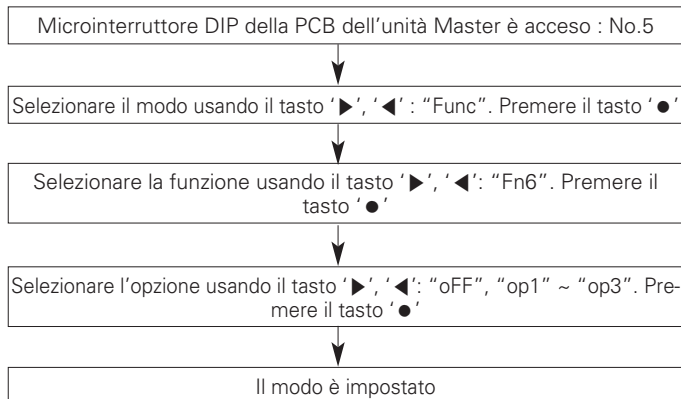 Microinterruttore DIP della PCB dell'unità Master è acceso : No.5
Selezionare il modo usando il tasto ‘▶’, ‘◀’ : “Func”. Premere il tasto ‘●’
Selezionare la funzione usando il tasto ‘▶’, ‘◀’: “Fn6”. Premere il
tasto ‘●’
Selezionare l’opzione usando il tasto ‘▶’, ‘◀’: “oFF”, “op1” ~ “op3”. Pre-
mere il tasto ‘●’
Il modo è impostato